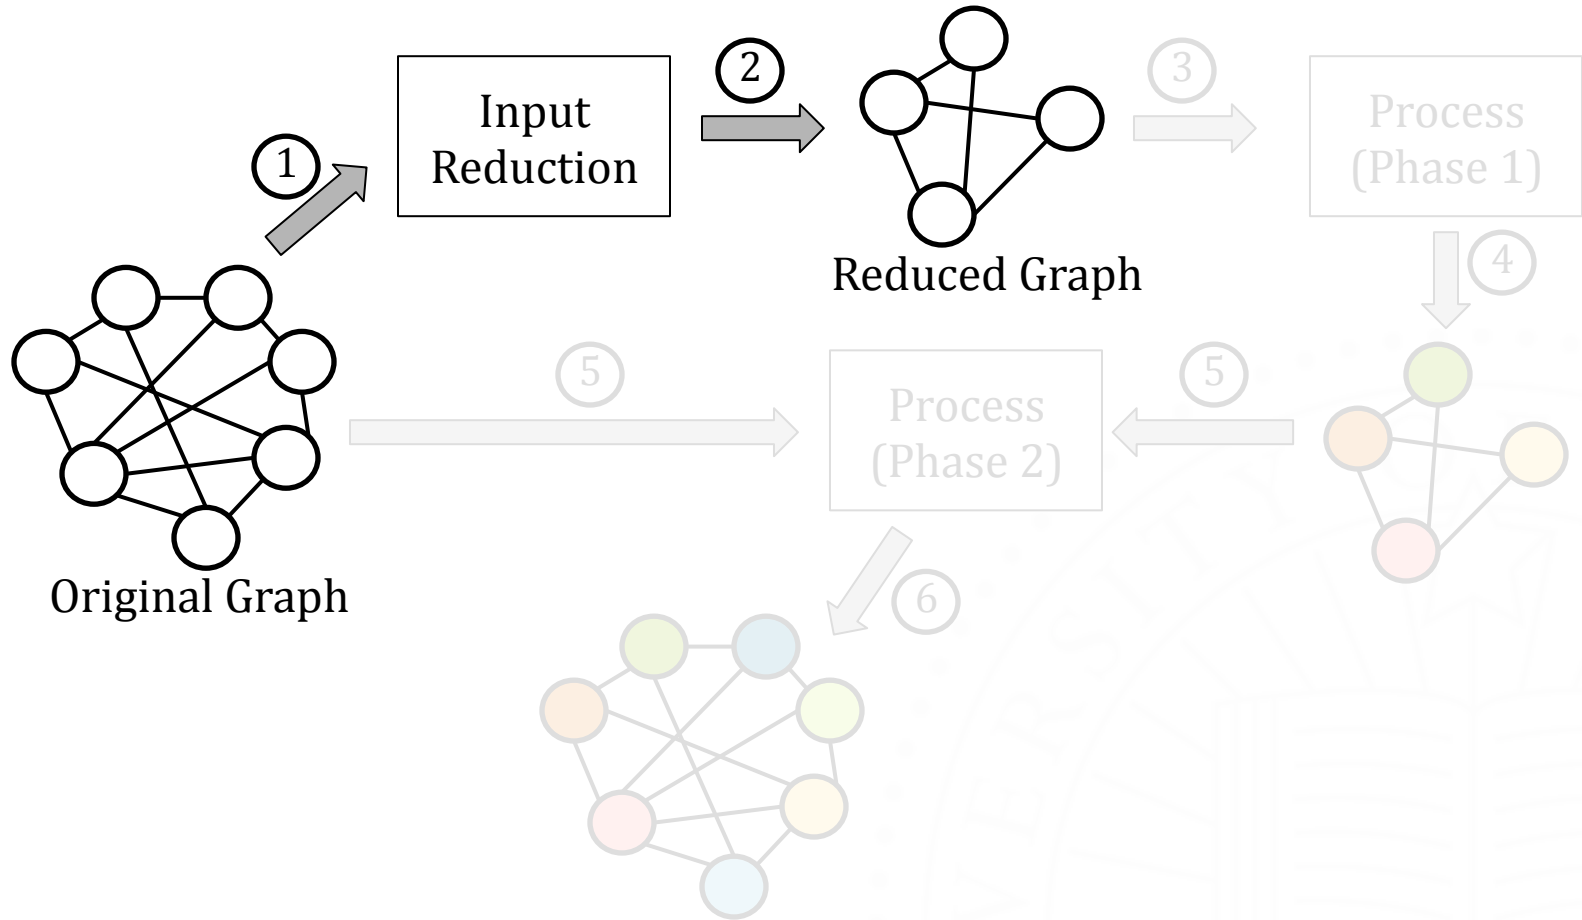 1
Input
Reduction
2
Reduced Graph
3
Process
(Phase 1)
4
Original Graph
5
Process
(Phase 2)
5
6
VERSITY